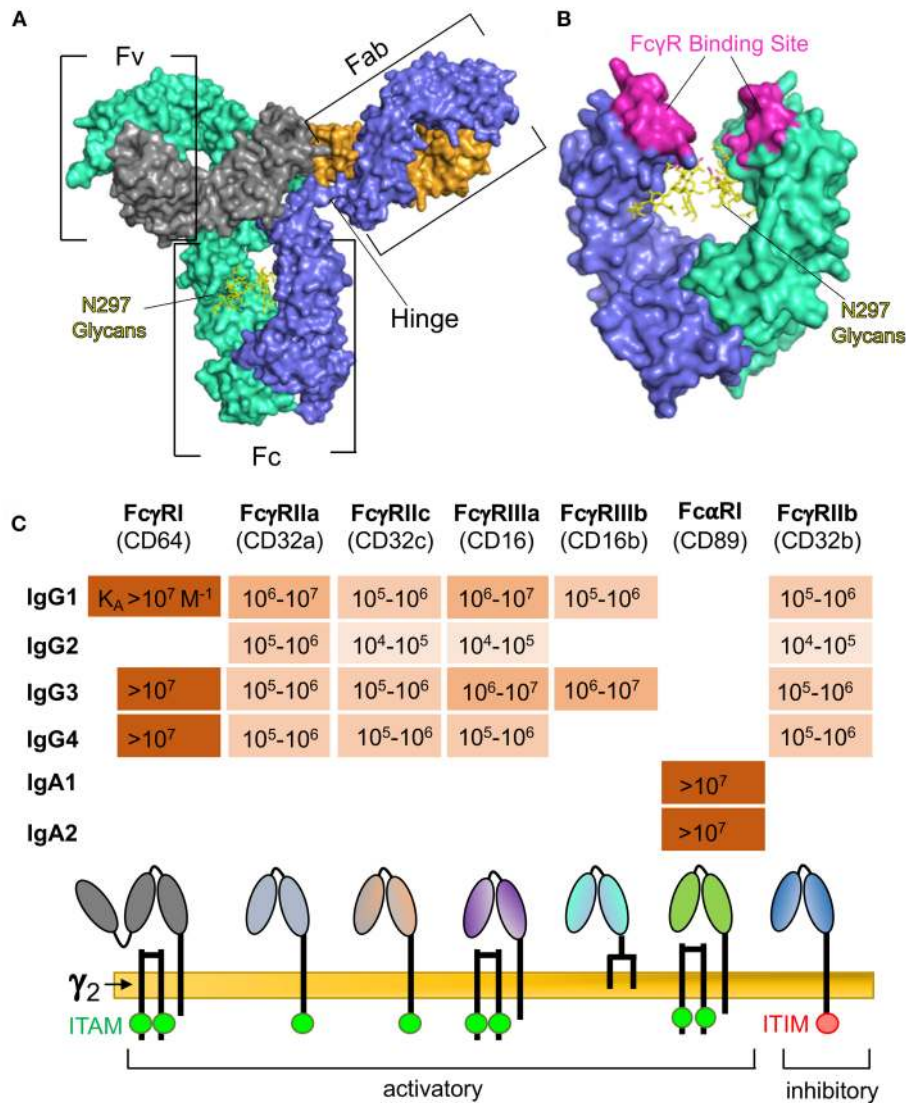 A
Fv
Fab
N297
Glycans
Hinge
Fc
B
FcγR Binding Site
N297
Glycans
C
FcγRI FcγRIIa FcγRIIc FcγRIIIa FcγRIIIb FcαRI FcγRIIb
(CD64) (CD32a) (CD32c) (CD16) (CD16b) (CD89) (CD32b)
IgG1 K_A >10⁷ M⁻¹ 10⁶-10⁷ 10⁵-10⁶ 10⁶-10⁷ 10⁵-10⁶ 10⁵-10⁶
IgG2 10⁵-10⁶ 10⁴-10⁵ 10⁴-10⁵ 10⁴-10⁵
IgG3 >10⁷ 10⁵-10⁶ 10⁵-10⁶ 10⁶-10⁷ 10⁶-10⁷ 10⁵-10⁶
IgG4 >10⁷ 10⁵-10⁶ 10⁵-10⁶ 10⁵-10⁶ 10⁵-10⁶
IgA1 >10⁷
IgA2 >10⁷
γ₂
ITAM ITIM
activatory inhibitory